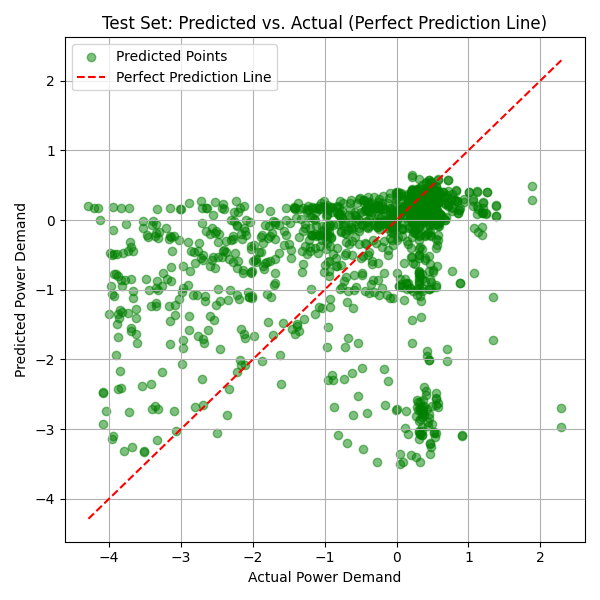 Test Set: Predicted vs. Actual (Perfect Prediction Line)
Predicted Points
Perfect Prediction Line
2
1
0
−1
−2
−3
−4
Predicted Power Demand
−4 −3 −2 −1 0 1 2
Actual Power Demand